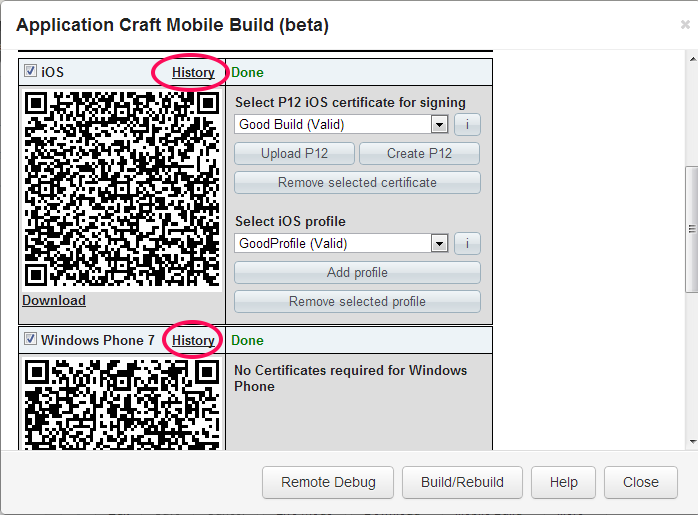 Application Craft Mobile Build (beta)
iOS
History
Done
Select P12 iOS certificate for signing
Good Build (Valid)
i
Upload P12
Create P12
Remove selected certificate
Select iOS profile
GoodProfile (Valid)
i
Add profile
Remove selected profile
Download
Windows Phone 7
History
Done
No Certificates required for Windows
Phone
Remote Debug
Build/Rebuild
Help
Close